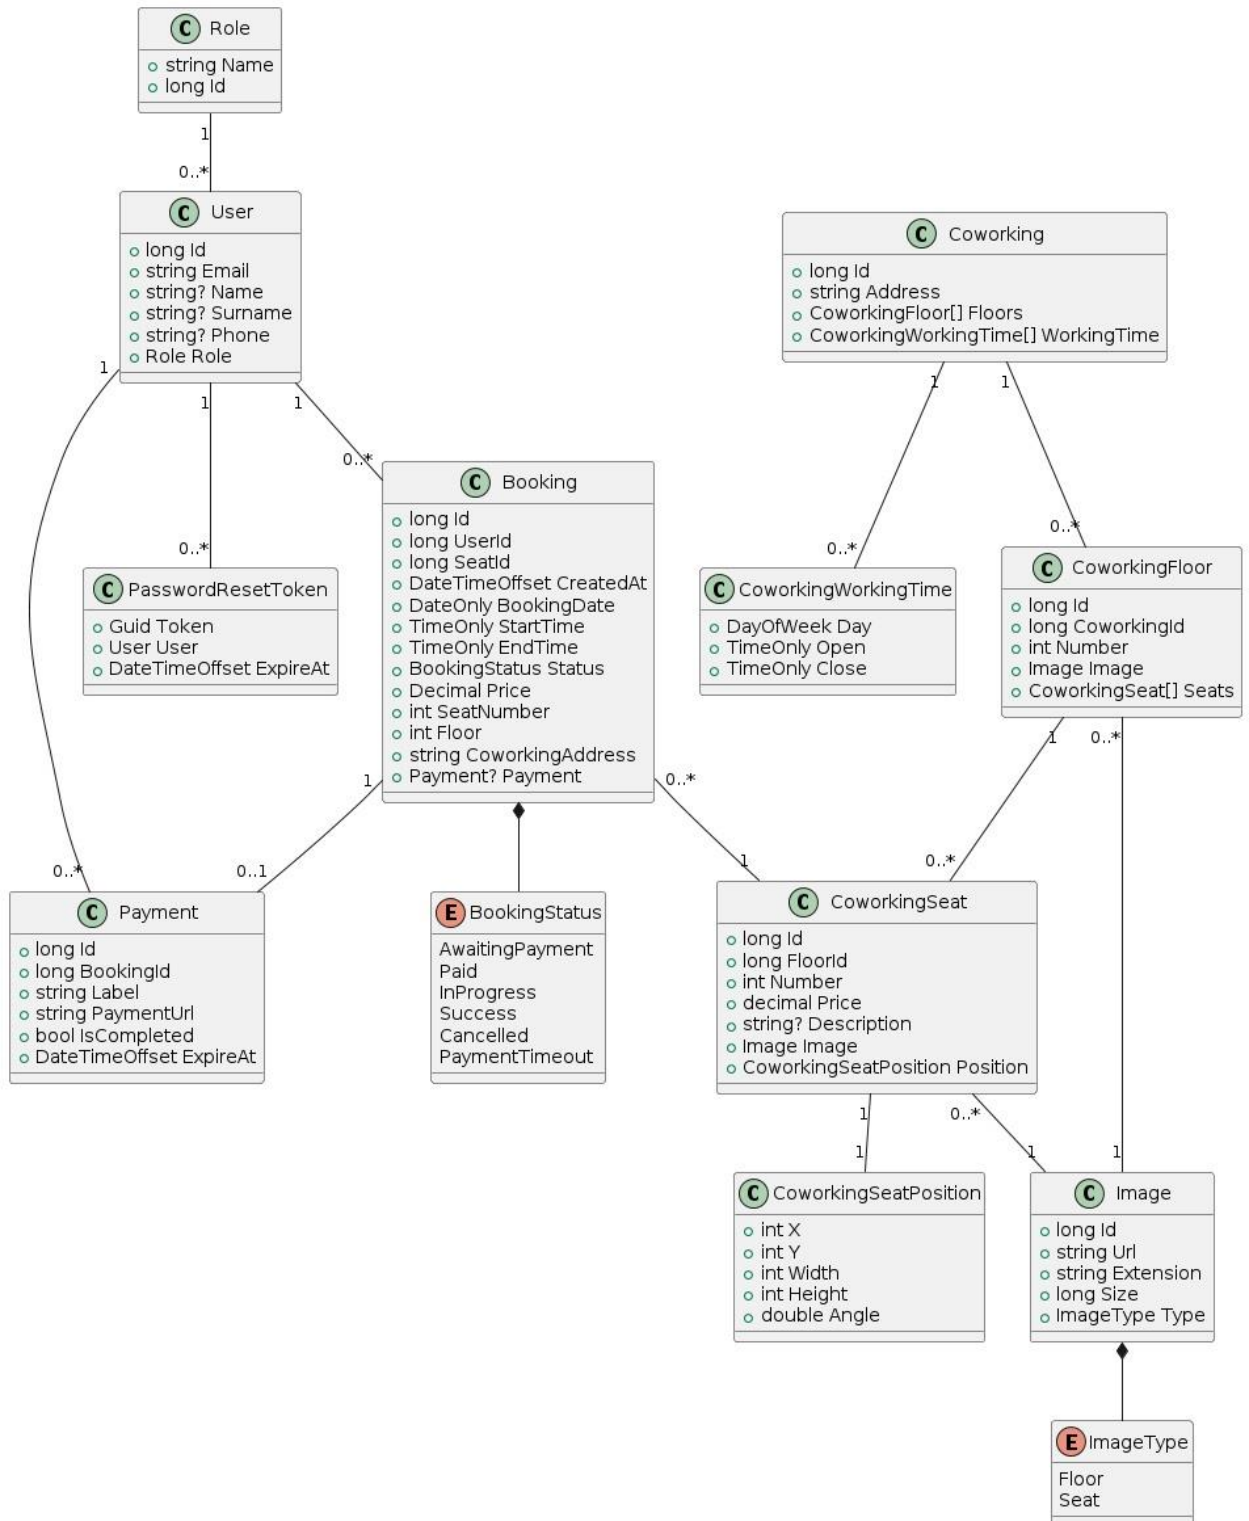 C Role
string Name
long Id
1
0..*
C User
long Id
string Email
string? Name
string? Surname
string? Phone
Role Role
C Coworking
long Id
string Address
CoworkingFloor[] Floors
CoworkingWorkingTime[] WorkingTime
1
1
1
1
1
0..*
0..*
0..*
0..*
C Booking
long Id
long UserId
long SeatId
DateTimeOffset CreatedAt
DateOnly BookingDate
TimeOnly StartTime
TimeOnly EndTime
BookingStatus Status
Decimal Price
int SeatNumber
int Floor
string CoworkingAddress
Payment? Payment
C PasswordResetToken
Guid Token
User User
DateTimeOffset ExpireAt
C CoworkingWorkingTime
DayOfWeek Day
TimeOnly Open
TimeOnly Close
C CoworkingFloor
long Id
long CoworkingId
int Number
Image Image
CoworkingSeat[] Seats
1
0..*
1
0..*
0..*
0..1
1
0..*
C Payment
long Id
long BookingId
string Label
string PaymentUrl
bool IsCompleted
DateTimeOffset ExpireAt
E BookingStatus
AwaitingPayment
Paid
InProgress
Success
Cancelled
PaymentTimeout
C CoworkingSeat
long Id
long FloorId
int Number
decimal Price
string? Description
Image Image
CoworkingSeatPosition Position
1
0..*
1
1
1
C CoworkingSeatPosition
int X
int Y
int Width
int Height
double Angle
C Image
long Id
string Url
string Extension
long Size
ImageType Type
E ImageType
Floor
Seat